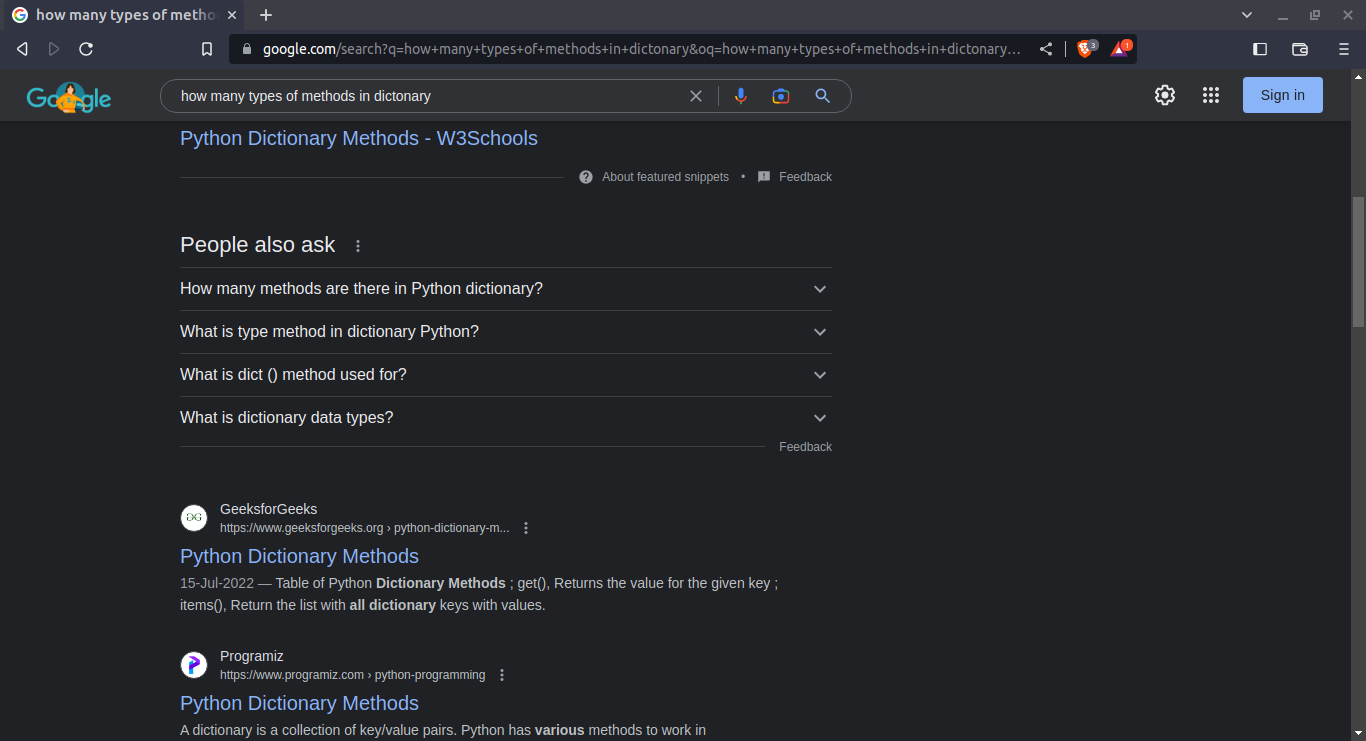 how many types of metho
google.com/search?q=how+many+types+of+methods+in+dictonary&oq=how+many+types+of+methods+in+dictonary...
3
1
Google
how many types of methods in dictonary
Sign in
Python Dictionary Methods - W3Schools
About featured snippets • Feedback
People also ask
How many methods are there in Python dictionary?
What is type method in dictionary Python?
What is dict () method used for?
What is dictionary data types?
Feedback
GeeksforGeeks
https://www.geeksforgeeks.org › python-dictionary-m...
Python Dictionary Methods
15-Jul-2022 — Table of Python Dictionary Methods ; get(), Returns the value for the given key ;
items(), Return the list with all dictionary keys with values.
Programiz
https://www.programiz.com › python-programming
Python Dictionary Methods
A dictionary is a collection of key/value pairs. Python has various methods to work in